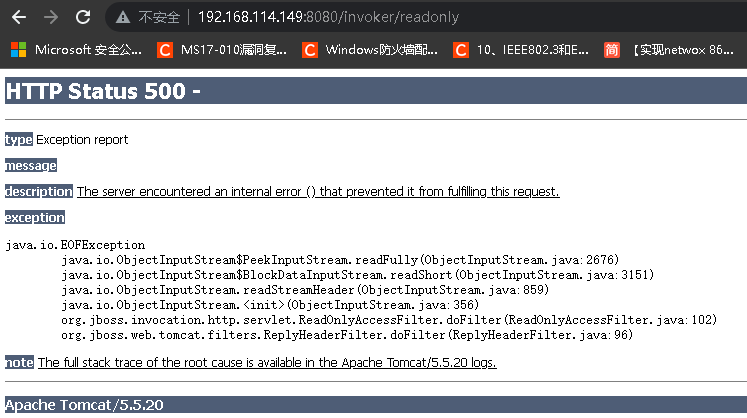 不安全 | 192.168.114.149:8080/invoker/readonly
Microsoft 安全公... MS17-010漏洞复... Windows防火墙配... 10、IEEE802.3和E... 简 【实现netwox 86...
HTTP Status 500 -
type Exception report
message
description The server encountered an internal error () that prevented it from fulfilling this request.
exception
java.io.EOFException
java.io.ObjectInputStream$PeekInputStream.readFully(ObjectInputStream.java:2676)
java.io.ObjectInputStream$BlockDataInputStream.readShort(ObjectInputStream.java:3151)
java.io.ObjectInputStream.readStreamHeader(ObjectInputStream.java:859)
java.io.ObjectInputStream.<init>(ObjectInputStream.java:356)
org.jboss.invocation.http.servlet.ReadOnlyAccessFilter.doFilter(ReadOnlyAccessFilter.java:102)
org.jboss.web.tomcat.filters.ReplyHeaderFilter.doFilter(ReplyHeaderFilter.java:96)
note The full stack trace of the root cause is available in the Apache Tomcat/5.5.20 logs.
Apache Tomcat/5.5.20